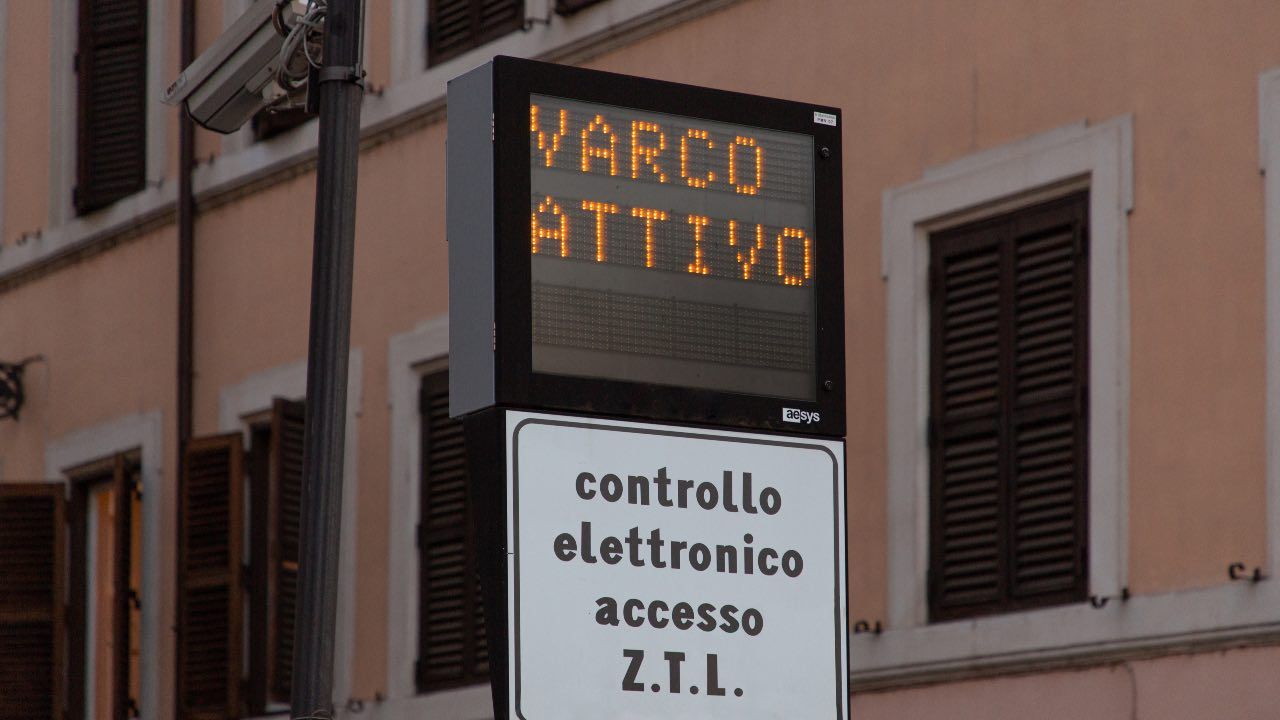 VARCO
ATTIVO
aesys
controllo
elettronico
accesso
Z.T.L.